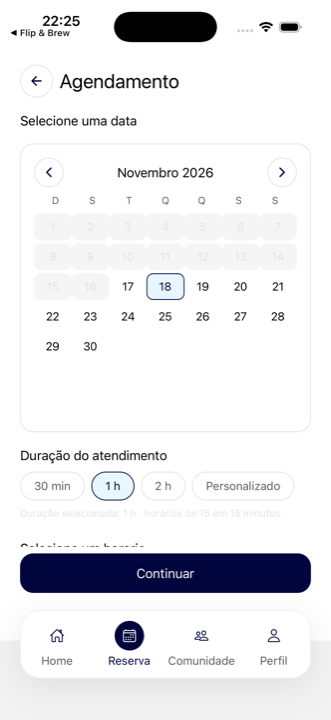 22:25
◀ Flip & Brew
Agendamento
Selecione uma data
Novembro 2026
D S T Q Q S S
1 2 3 4 5 6 7
8 9 10 11 12 13 14
15 16 17 18 19 20 21
22 23 24 25 26 27 28
29 30
Duração do atendimento
30 min 1 h 2 h Personalizado
Duração selecionada: 1 h · horários de 15 em 15 minutos.
Selecione um horario
Continuar
Home Reserva Comunidade Perfil